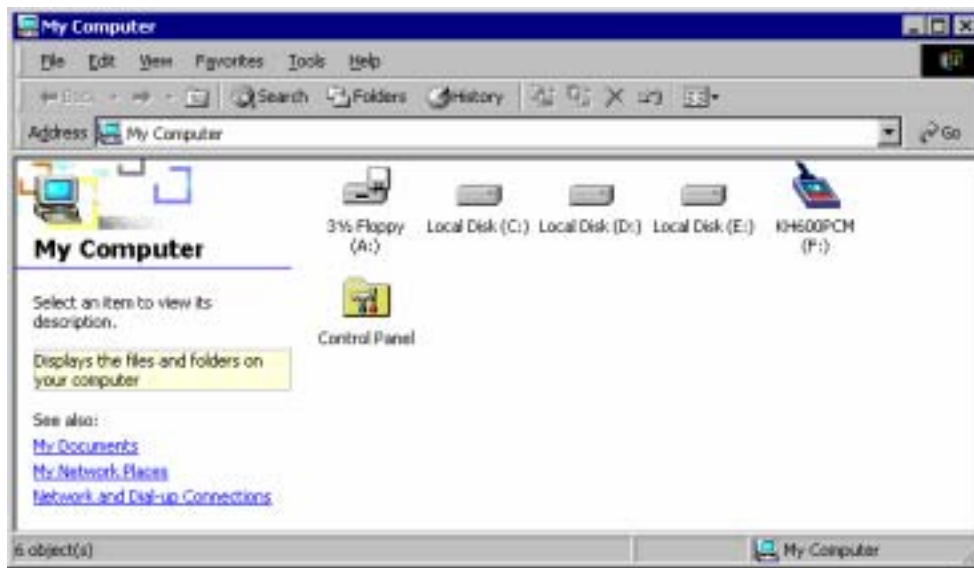 My Computer
File Edit View Favorites Tools Help
Back Search Folders History
Address My Computer Go
My Computer
Select an item to view its
description.
Displays the files and folders on
your computer
See also:
My Documents
My Network Places
Network and Dial-up Connections
3½ Floppy
(A:)
Local Disk (C:)
Local Disk (D:)
Local Disk (E:)
KH600PCM
(F:)
Control Panel
6 object(s)
My Computer